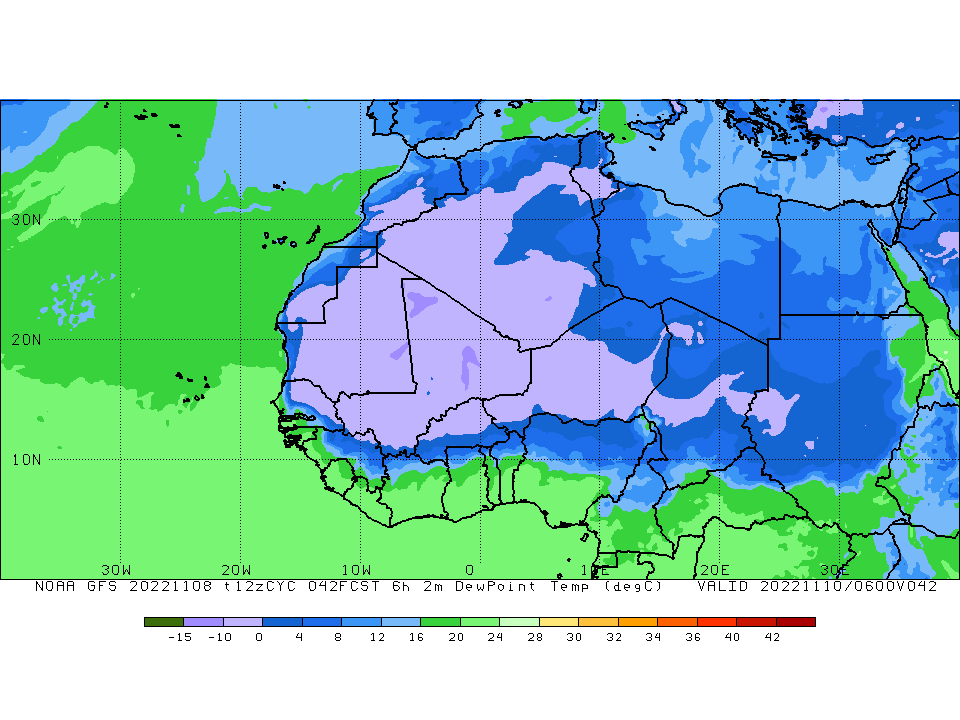 30N
20N
10N
30W 20W 10W 0 10E 20E 30E
NOAA GFS 20221108 t12zCYC 042FCST 6h 2m DewPoint Temp (degC) VALID 20221110/0600V042
-15 -10 0 4 8 12 16 20 24 28 30 32 34 36 40 42